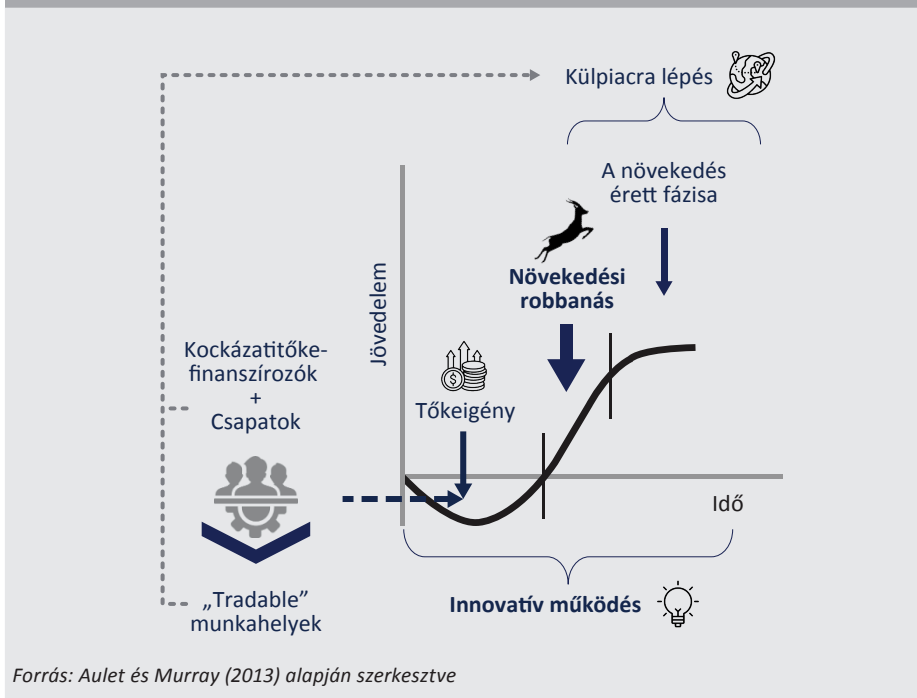 Külpiacra lépés
A növekedés
érett fázisa
Növekedési
robbanás
Jövedelem
Kockázatitőke-
finanszírozók
+
Csapatok
$
Tőkeigény
Idő
„Tradable”
munkahelyek
Innovatív működés
Forrás: Aulet és Murray (2013) alapján szerkesztve